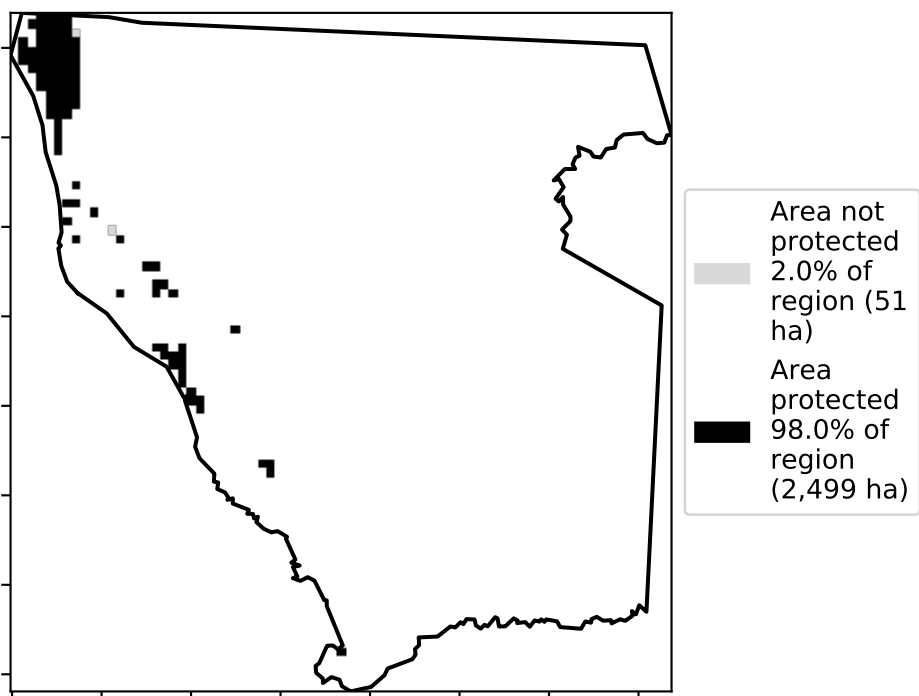 Area not
protected
2.0% of
region (51
ha)
Area
protected
98.0% of
region
(2,499 ha)